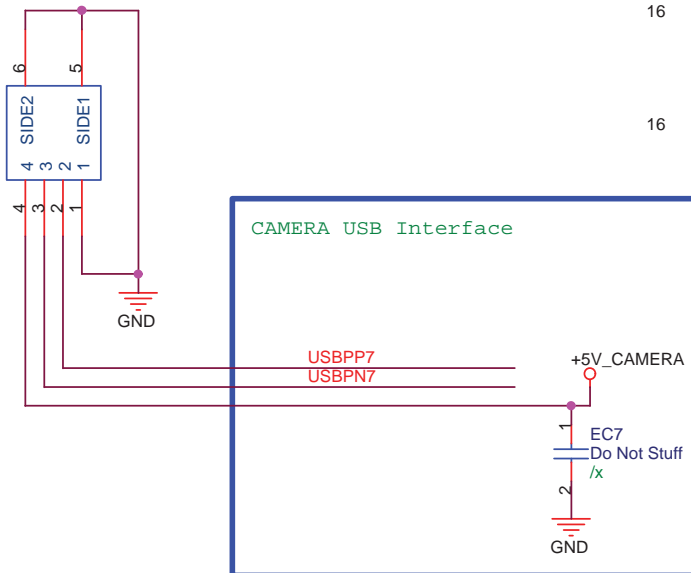 16
6
5
SIDE2
SIDE1
16
4
3
2
1
4
3
2
1
CAMERA USB Interface
GND
USBPP7
+5V_CAMERA
USBPN7
1
EC7
Do Not Stuff
/x
2
GND